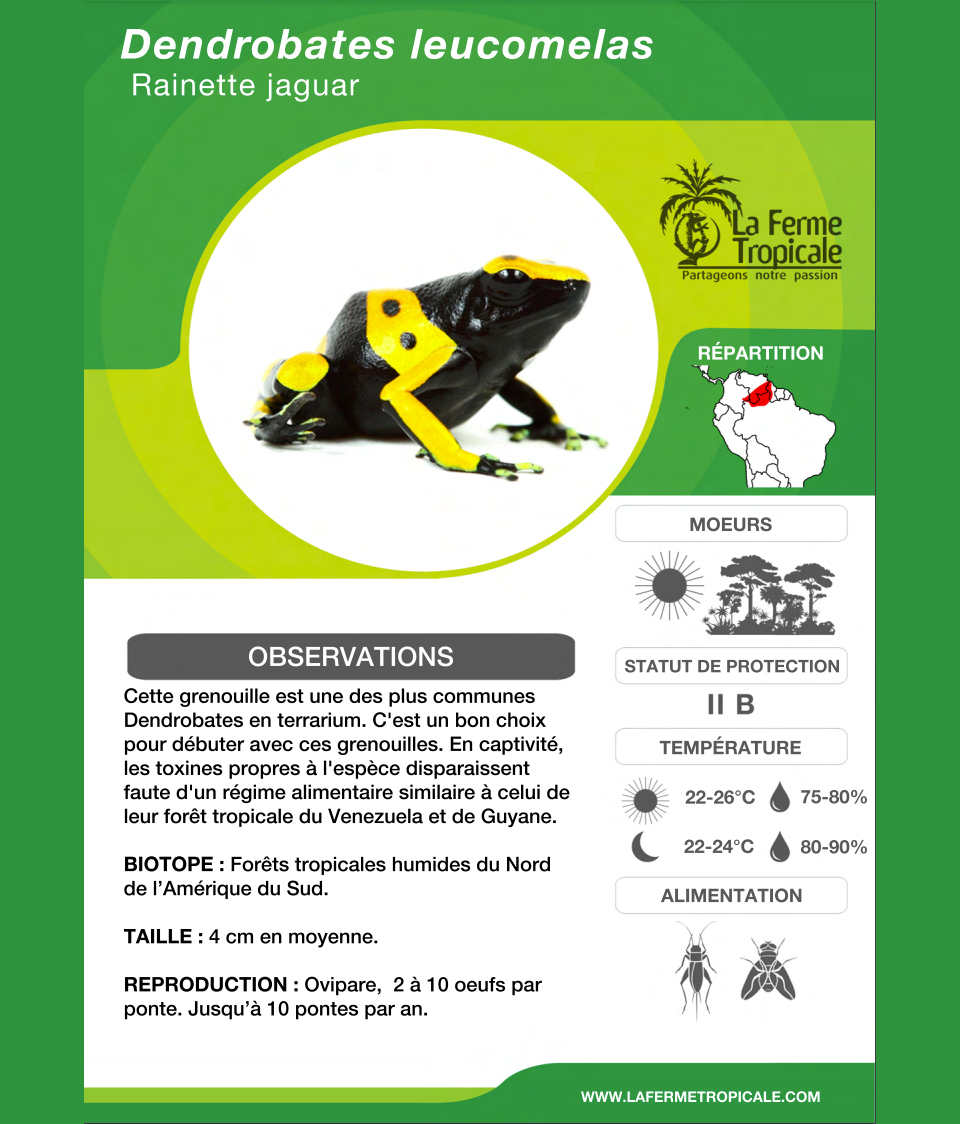 Dendrobates leucomelas
Rainette jaguar
La Ferme
Tropicale
Partageons notre passion
RÉPARTITION
MOEURS
STATUT DE PROTECTION
II B
TEMPÉRATURE
22-26°C 75-80%
22-24°C 80-90%
ALIMENTATION
OBSERVATIONS
Cette grenouille est une des plus communes
Dendrobates en terrarium. C'est un bon choix
pour débuter avec ces grenouilles. En captivité,
les toxines propres à l'espèce disparaissent
faute d'un régime alimentaire similaire à celui de
leur forêt tropicale du Venezuela et de Guyane.
BIOTOPE : Forêts tropicales humides du Nord
de l’Amérique du Sud.
TAILLE : 4 cm en moyenne.
REPRODUCTION : Ovipare,  2 à 10 oeufs par
ponte. Jusqu’à 10 pontes par an.
WWW.LAFERMETROPICALE.COM